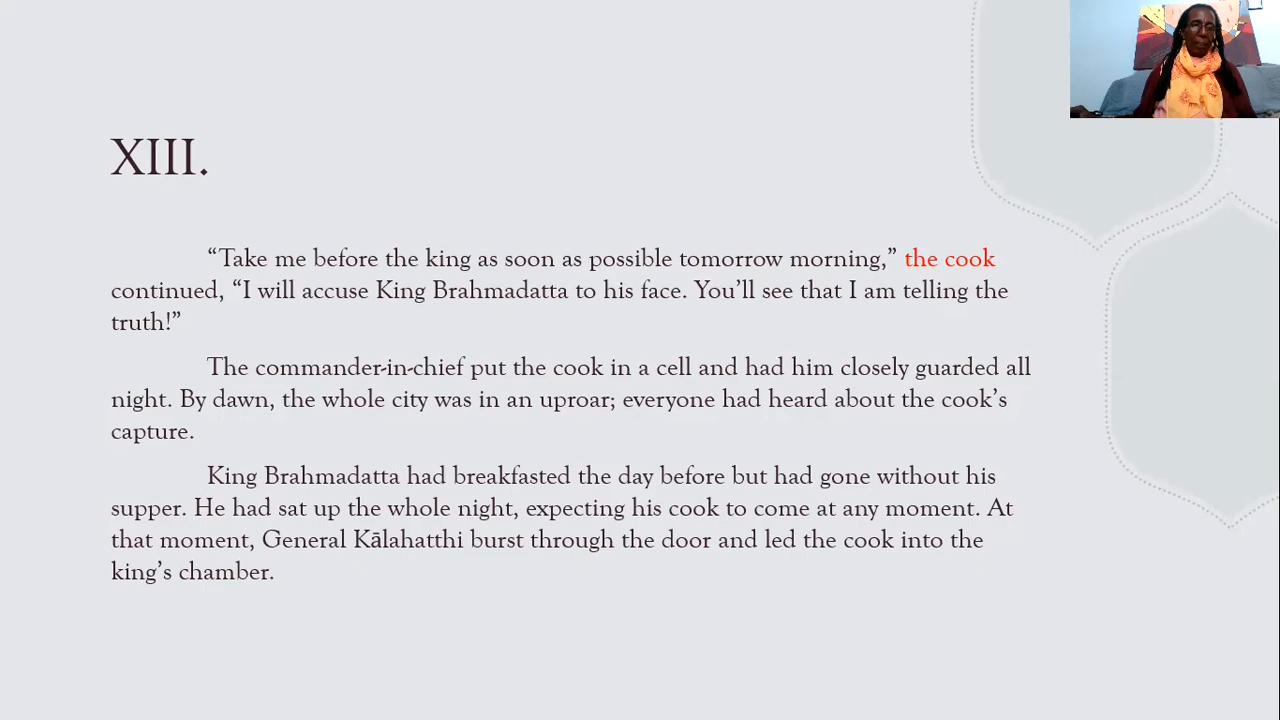 XIII.
“Take me before the king as soon as possible tomorrow morning,” the cook
continued, “I will accuse King Brahmadatta to his face. You’ll see that I am telling the
truth!”
The commander-in-chief put the cook in a cell and had him closely guarded all
night. By dawn, the whole city was in an uproar; everyone had heard about the cook’s
capture.
King Brahmadatta had breakfasted the day before but had gone without his
supper. He had sat up the whole night, expecting his cook to come at any moment. At
that moment, General Kālahatthi burst through the door and led the cook into the
king’s chamber.